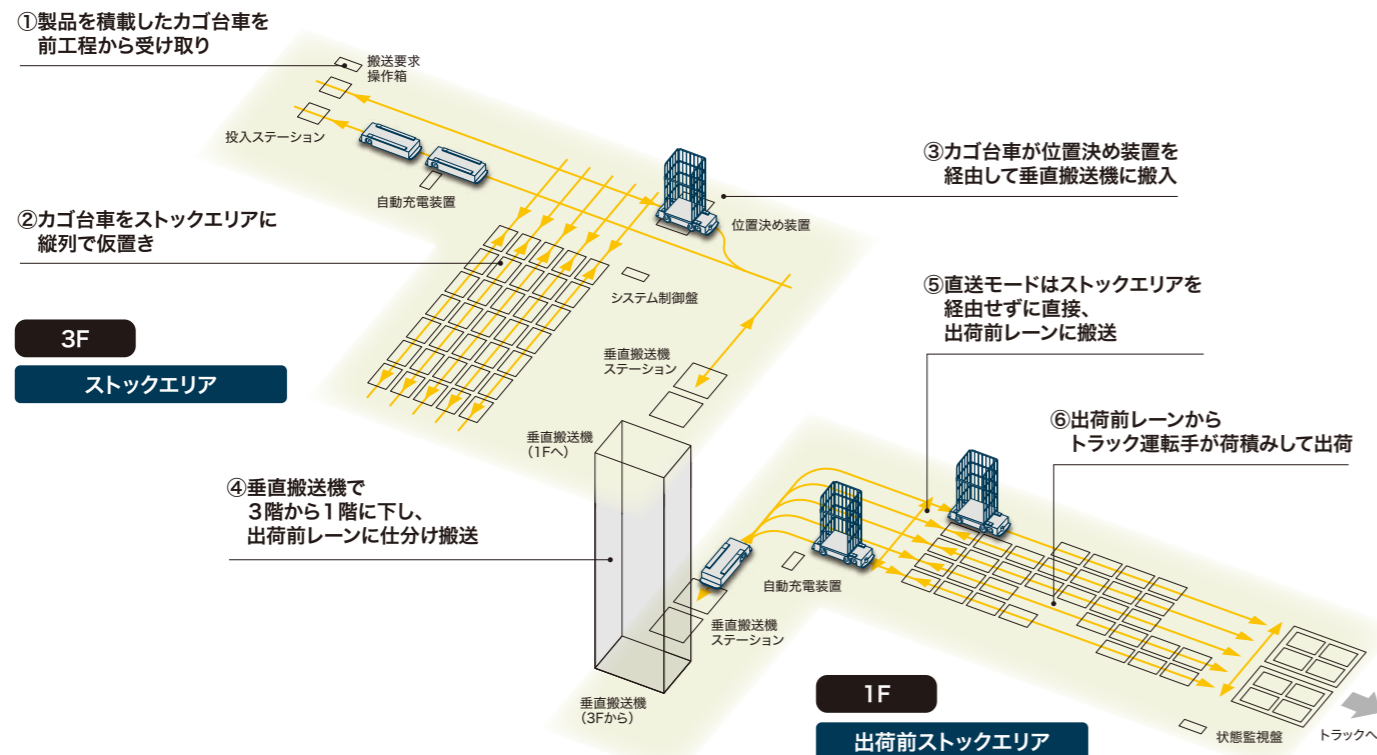 ①製品を積載したカゴ台車を
前工程から受け取り
搬送要求
操作箱
投入ステーション
自動充電装置
③カゴ台車が位置決め装置を
経由して垂直搬送機に搬入
位置決め装置
②カゴ台車をストックエリアに
縦列で仮置き
システム制御盤
⑤直送モードはストックエリアを
経由せずに直接、
出荷前レーンに搬送
3F
ストックエリア
垂直搬送機
ステーション
垂直搬送機
(1Fへ)
⑥出荷前レーンから
トラック運転手が荷積みして出荷
④垂直搬送機で
3階から1階に下し、
出荷前レーンに仕分け搬送
自動充電装置
垂直搬送機
ステーション
垂直搬送機
(3Fから)
1F
出荷前ストックエリア
状態監視盤
トラックへ